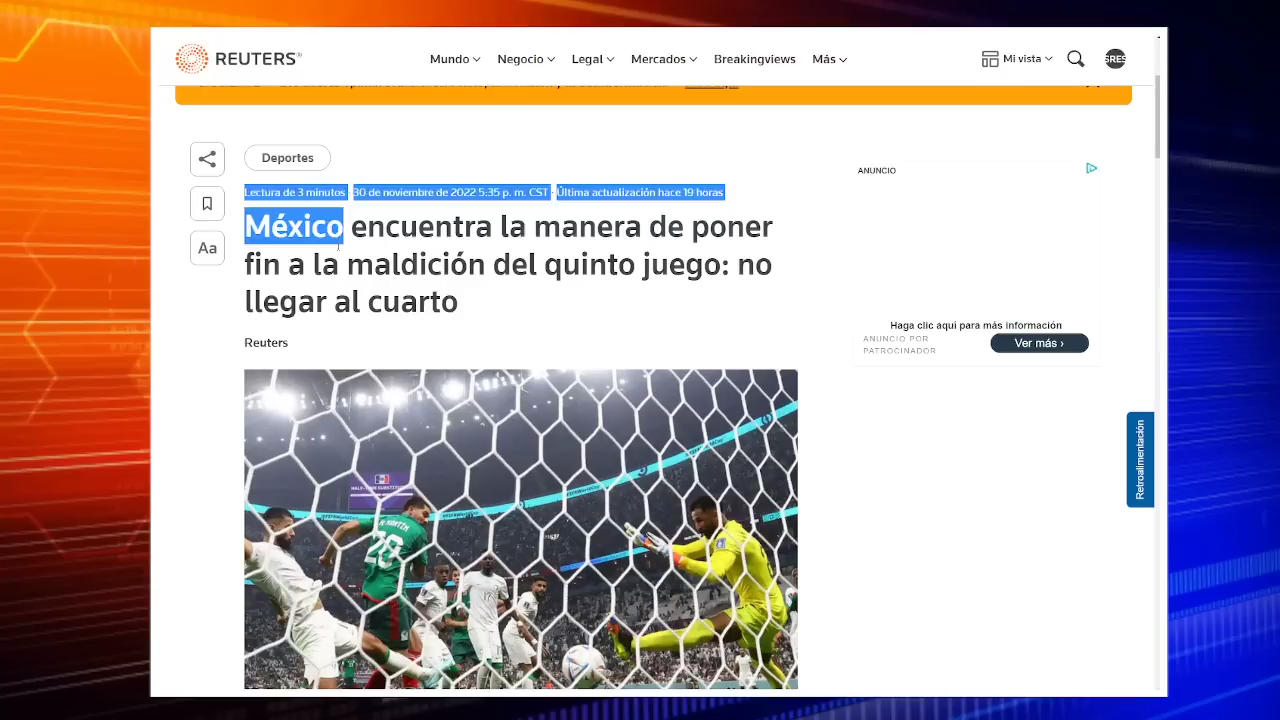 REUTERS®
Mundo
Negocio
Legal
Mercados
Breakingviews
Más
Mi vista
Deportes
ANUNCIO
Lectura de 3 minutos · 30 de noviembre de 2022 5:35 p. m. CST · Última actualización hace 19 horas
México encuentra la manera de poner
fin a la maldición del quinto juego: no
llegar al cuarto
Aa
Haga clic aquí para más información
ANUNCIO POR
PATROCINADOR
Ver más ›
Reuters
Retroalimentación
20